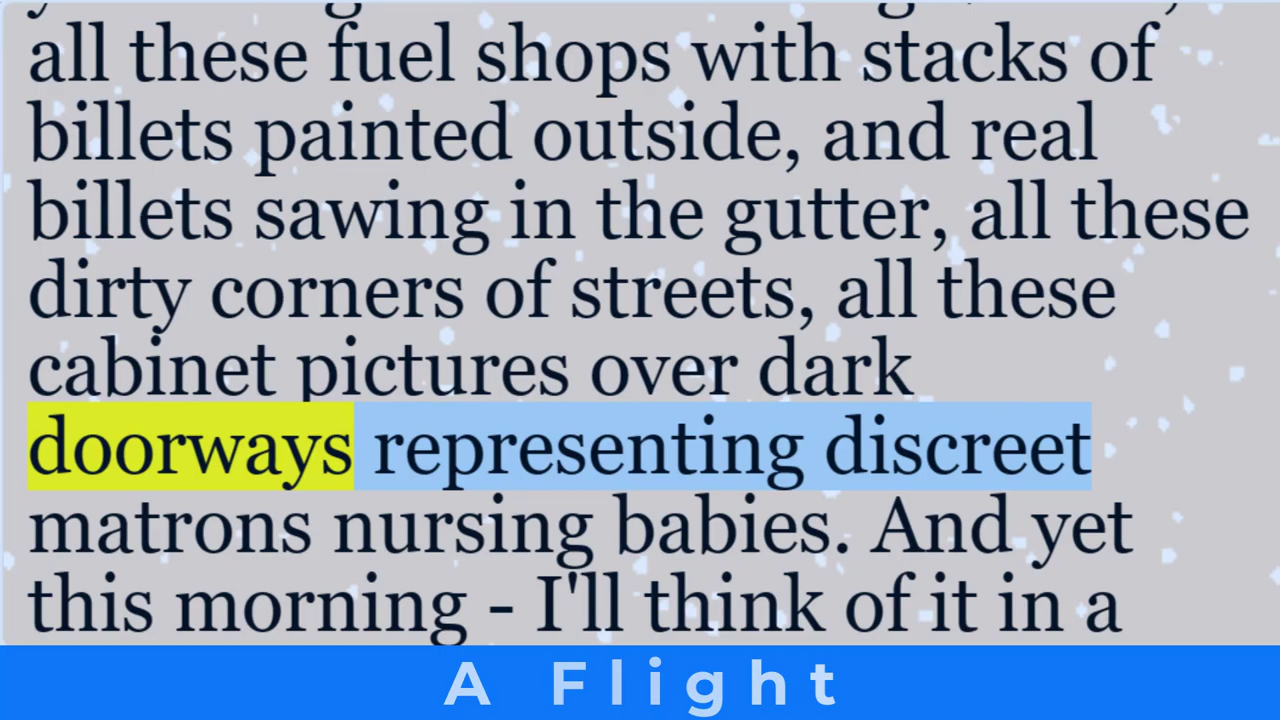 all these fuel shops with stacks of
billets painted outside, and real
billets sawing in the gutter, all these
dirty corners of streets, all these
cabinet pictures over dark
doorways representing discreet
matrons nursing babies. And yet
this morning - I'll think of it in a
A Flight